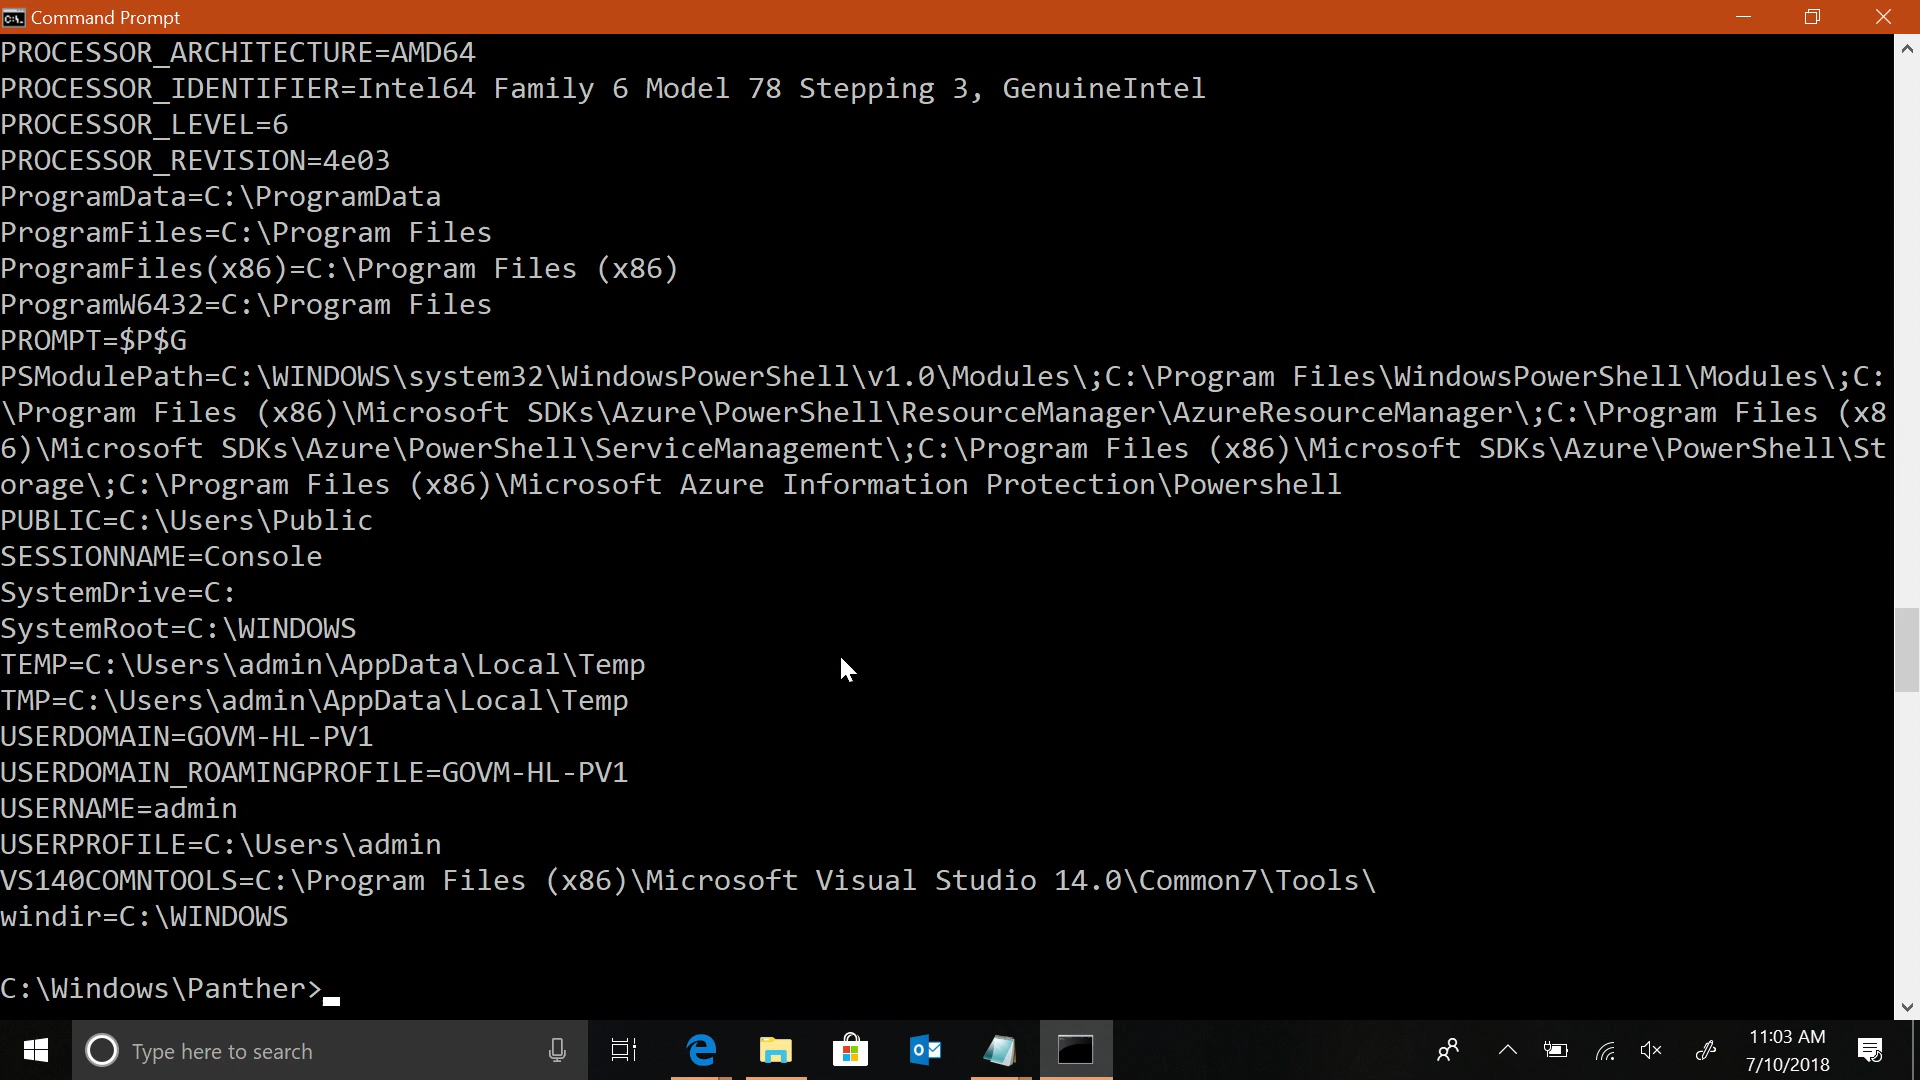 Command Prompt
PROCESSOR_ARCHITECTURE=AMD64
PROCESSOR_IDENTIFIER=Intel64 Family 6 Model 78 Stepping 3, GenuineIntel
PROCESSOR_LEVEL=6
PROCESSOR_REVISION=4e03
ProgramData=C:\ProgramData
ProgramFiles=C:\Program Files
ProgramFiles(x86)=C:\Program Files (x86)
ProgramW6432=C:\Program Files
PROMPT=$P$G
PSModulePath=C:\WINDOWS\system32\WindowsPowerShell\v1.0\Modules\;C:\Program Files\WindowsPowerShell\Modules\;C:
\Program Files (x86)\Microsoft SDKs\Azure\PowerShell\ResourceManager\AzureResourceManager\;C:\Program Files (x8
6)\Microsoft SDKs\Azure\PowerShell\ServiceManagement\;C:\Program Files (x86)\Microsoft SDKs\Azure\PowerShell\St
orage\;C:\Program Files (x86)\Microsoft Azure Information Protection\Powershell
PUBLIC=C:\Users\Public
SESSIONNAME=Console
SystemDrive=C:
SystemRoot=C:\WINDOWS
TEMP=C:\Users\admin\AppData\Local\Temp
TMP=C:\Users\admin\AppData\Local\Temp
USERDOMAIN=GOVM-HL-PV1
USERDOMAIN_ROAMINGPROFILE=GOVM-HL-PV1
USERNAME=admin
USERPROFILE=C:\Users\admin
VS140COMNTOOLS=C:\Program Files (x86)\Microsoft Visual Studio 14.0\Common7\Tools\
windir=C:\WINDOWS
C:\Windows\Panther>
Type here to search
11:03 AM
7/10/2018